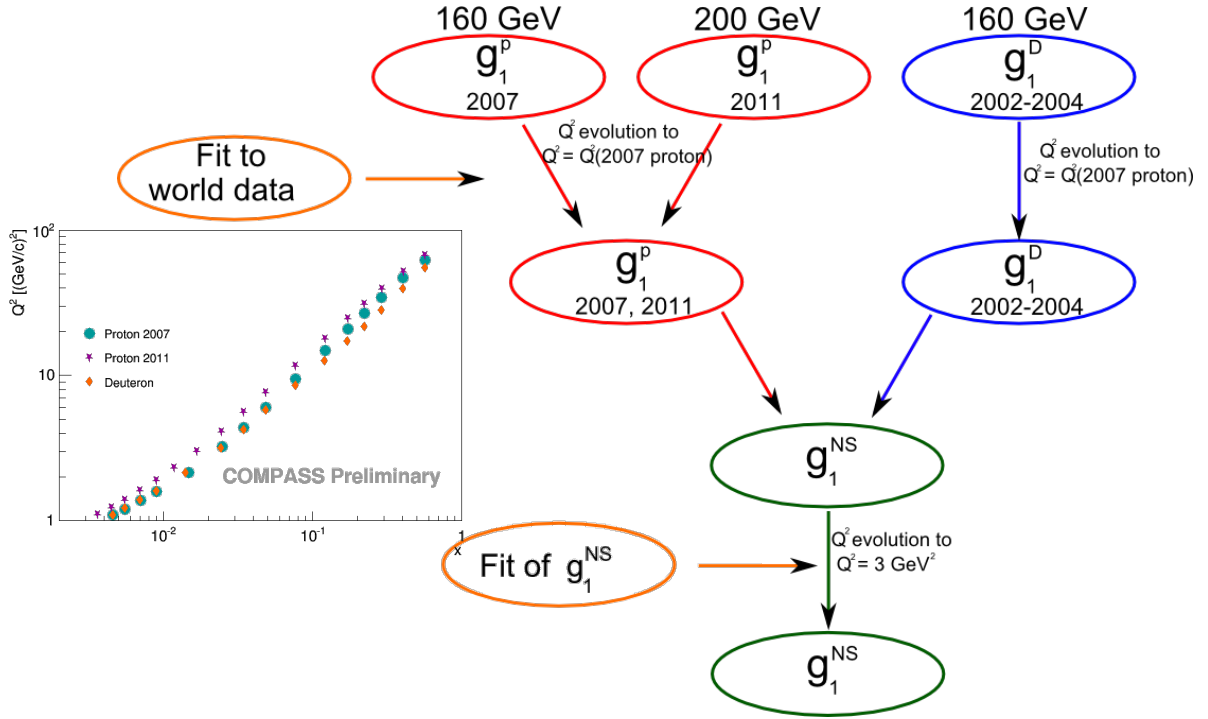 160 GeV
200 GeV
160 GeV
g₁ᵖ
2007
g₁ᵖ
2011
g₁ᴰ
2002-2004
Q² evolution to
Q² = Q²(2007 proton)
Q² evolution to
Q² = Q²(2007 proton)
Fit to
world data
g₁ᵖ
2007, 2011
g₁ᴰ
2002-2004
Q² [(GeV/c)²]
10²
10
1
Proton 2007
Proton 2011
Deuteron
COMPASS Preliminary
10⁻²
10⁻¹
1
x
g₁ᴺˢ
Q² evolution to
Q² = 3 GeV²
Fit of g₁ᴺˢ
g₁ᴺˢ